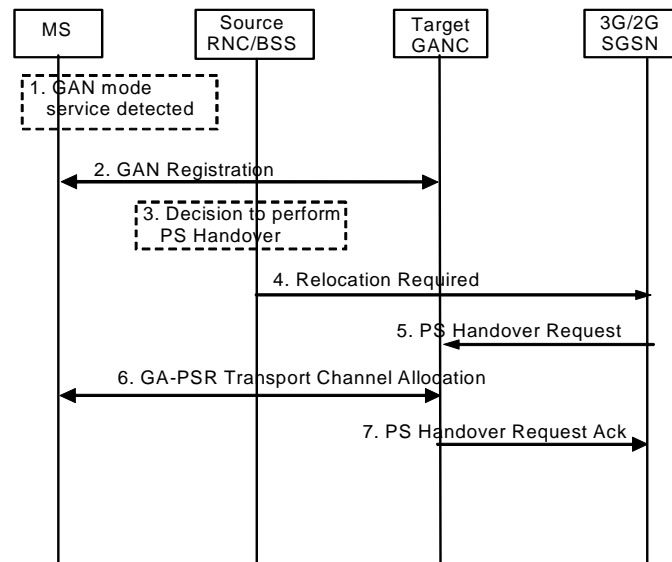 MS
Source
RNC/BSS
Target
GANC
3G/2G
SGSN
1. GAN mode
service detected
2. GAN Registration
3. Decision to perform
PS Handover
4. Relocation Required
5. PS Handover Request
6. GA-PSR Transport Channel Allocation
7. PS Handover Request Ack